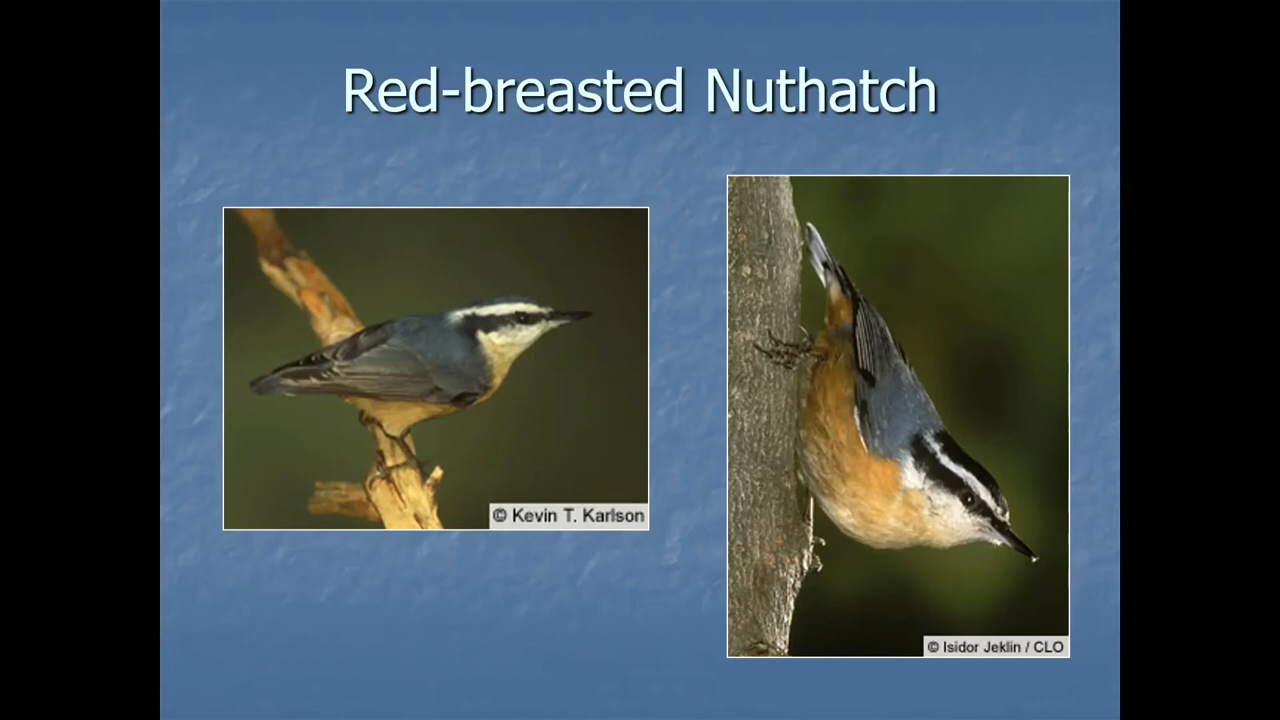 Red-breasted Nuthatch
© Kevin T. Karlson
© Isidor Jeklin / CLO